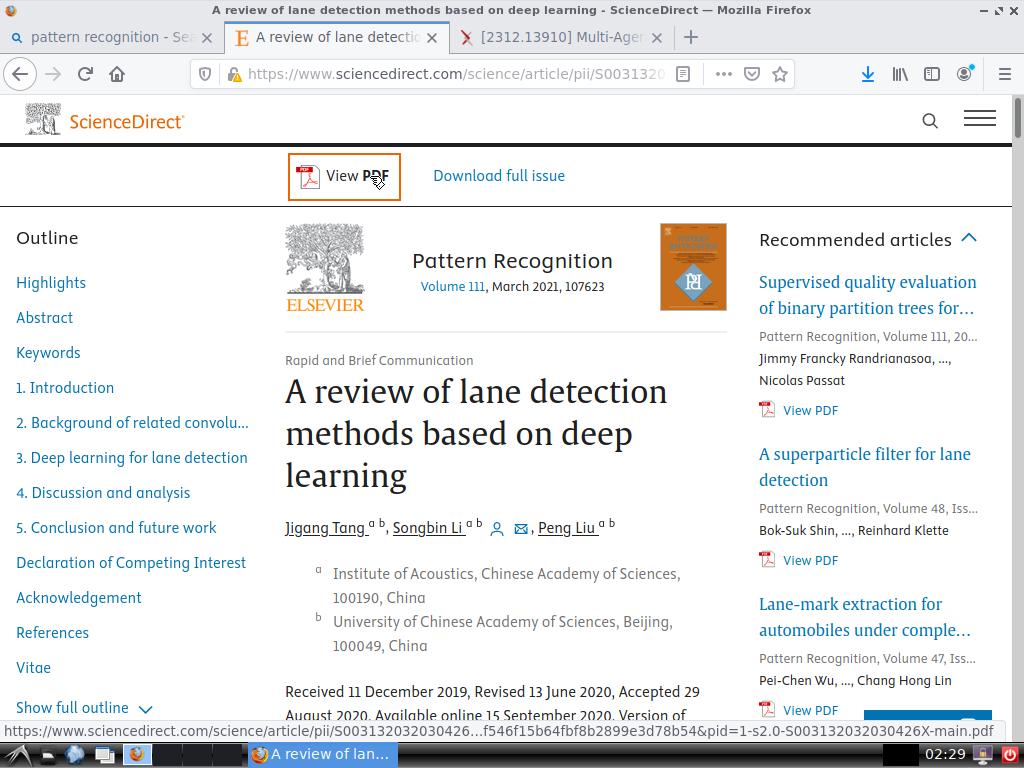 A review of lane detection methods based on deep learning - ScienceDirect — Mozilla Firefox
pattern recognition - Sea
A review of lane detectio
[2312.13910] Multi-Agen
https://www.sciencedirect.com/science/article/pii/S0031320
ScienceDirect
View PDF
Download full issue
Outline
Highlights
Abstract
Keywords
1. Introduction
2. Background of related convolu...
3. Deep learning for lane detection
4. Discussion and analysis
5. Conclusion and future work
Declaration of Competing Interest
Acknowledgement
References
Vitae
Show full outline
ELSEVIER
Pattern Recognition
Volume 111, March 2021, 107623
Rapid and Brief Communication
A review of lane detection
methods based on deep
learning
Jigang Tang a b, Songbin Li a b, Peng Liu a b
a Institute of Acoustics, Chinese Academy of Sciences,
100190, China
b University of Chinese Academy of Sciences, Beijing,
100049, China
Received 11 December 2019, Revised 13 June 2020, Accepted 29
August 2020, Available online 15 September 2020, Version of
Recommended articles
Supervised quality evaluation
of binary partition trees for...
Pattern Recognition, Volume 111, 20...
Jimmy Francky Randrianasoa, ...,
Nicolas Passat
View PDF
A superparticle filter for lane
detection
Pattern Recognition, Volume 48, Iss...
Bok-Suk Shin, ..., Reinhard Klette
View PDF
Lane-mark extraction for
automobiles under comple...
Pattern Recognition, Volume 47, Iss...
Pei-Chen Wu, ..., Chang Hong Lin
View PDF
https://www.sciencedirect.com/science/article/pii/S003132032030426...f546f15b64fbf8b2899e3d78b54&pid=1-s2.0-S003132032030426X-main.pdf
A review of lan...
02:29